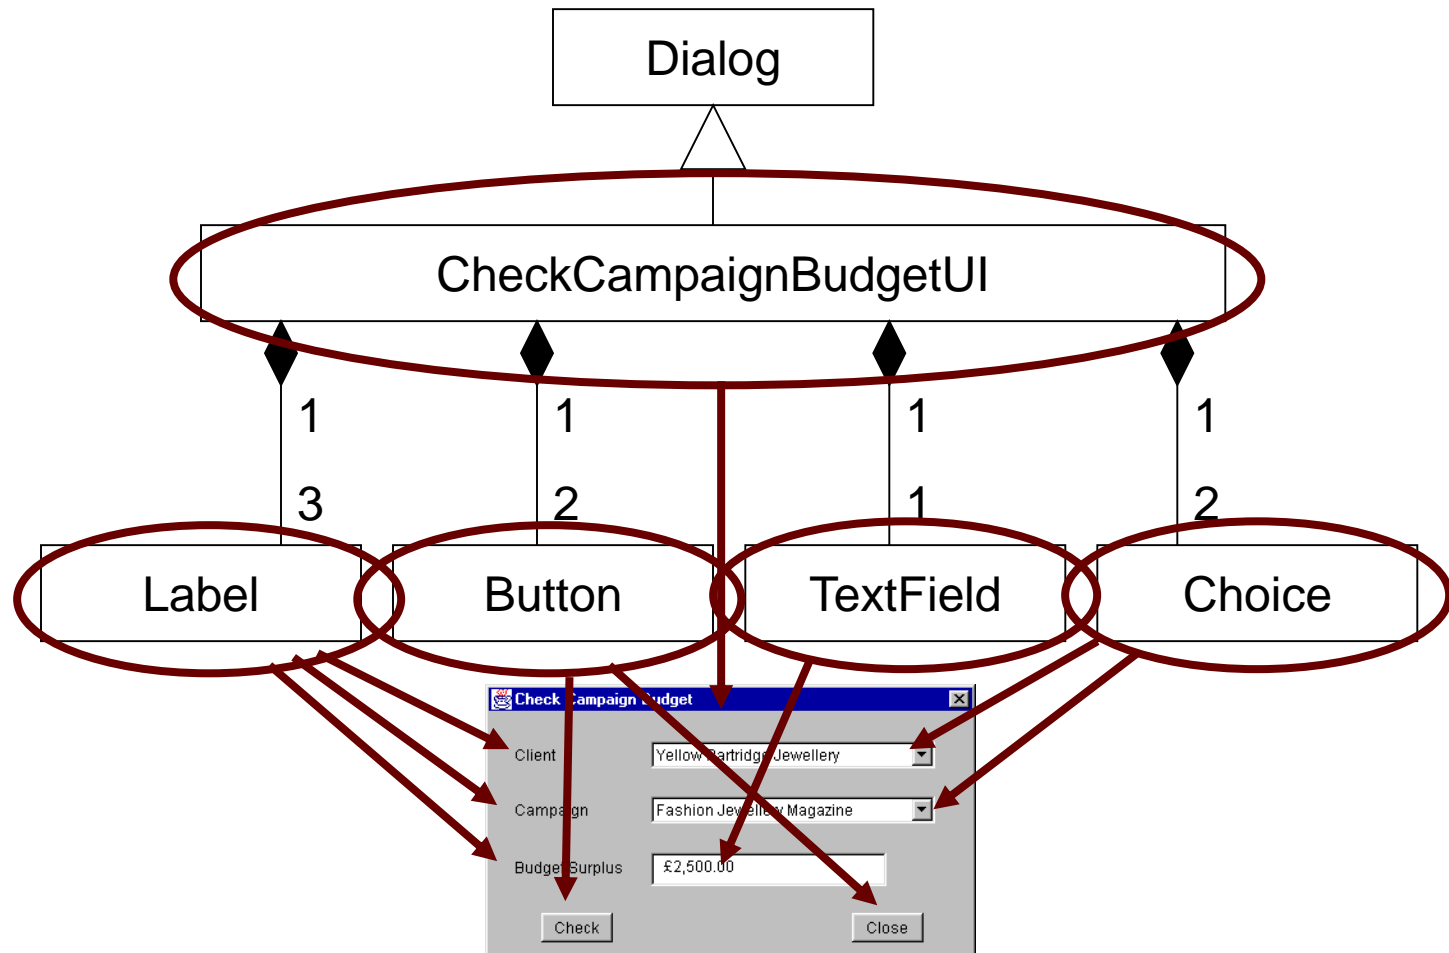 Dialog
CheckCampaignBudgetUI
1 1 1 1
3 2 1 2
Label Button TextField Choice
Check Campaign Budget
Client Yellow Partridge Jewellery
Campaign Fashion Jewellery Magazine
Budget Surplus £2,500.00
Check Close